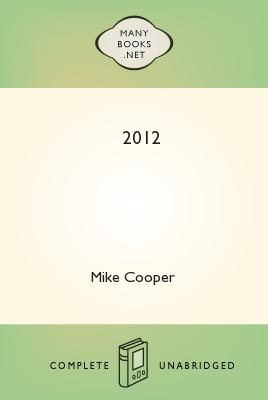 MANY
BOOKS
.NET
2012
Mike Cooper
COMPLETE UNABRIDGED